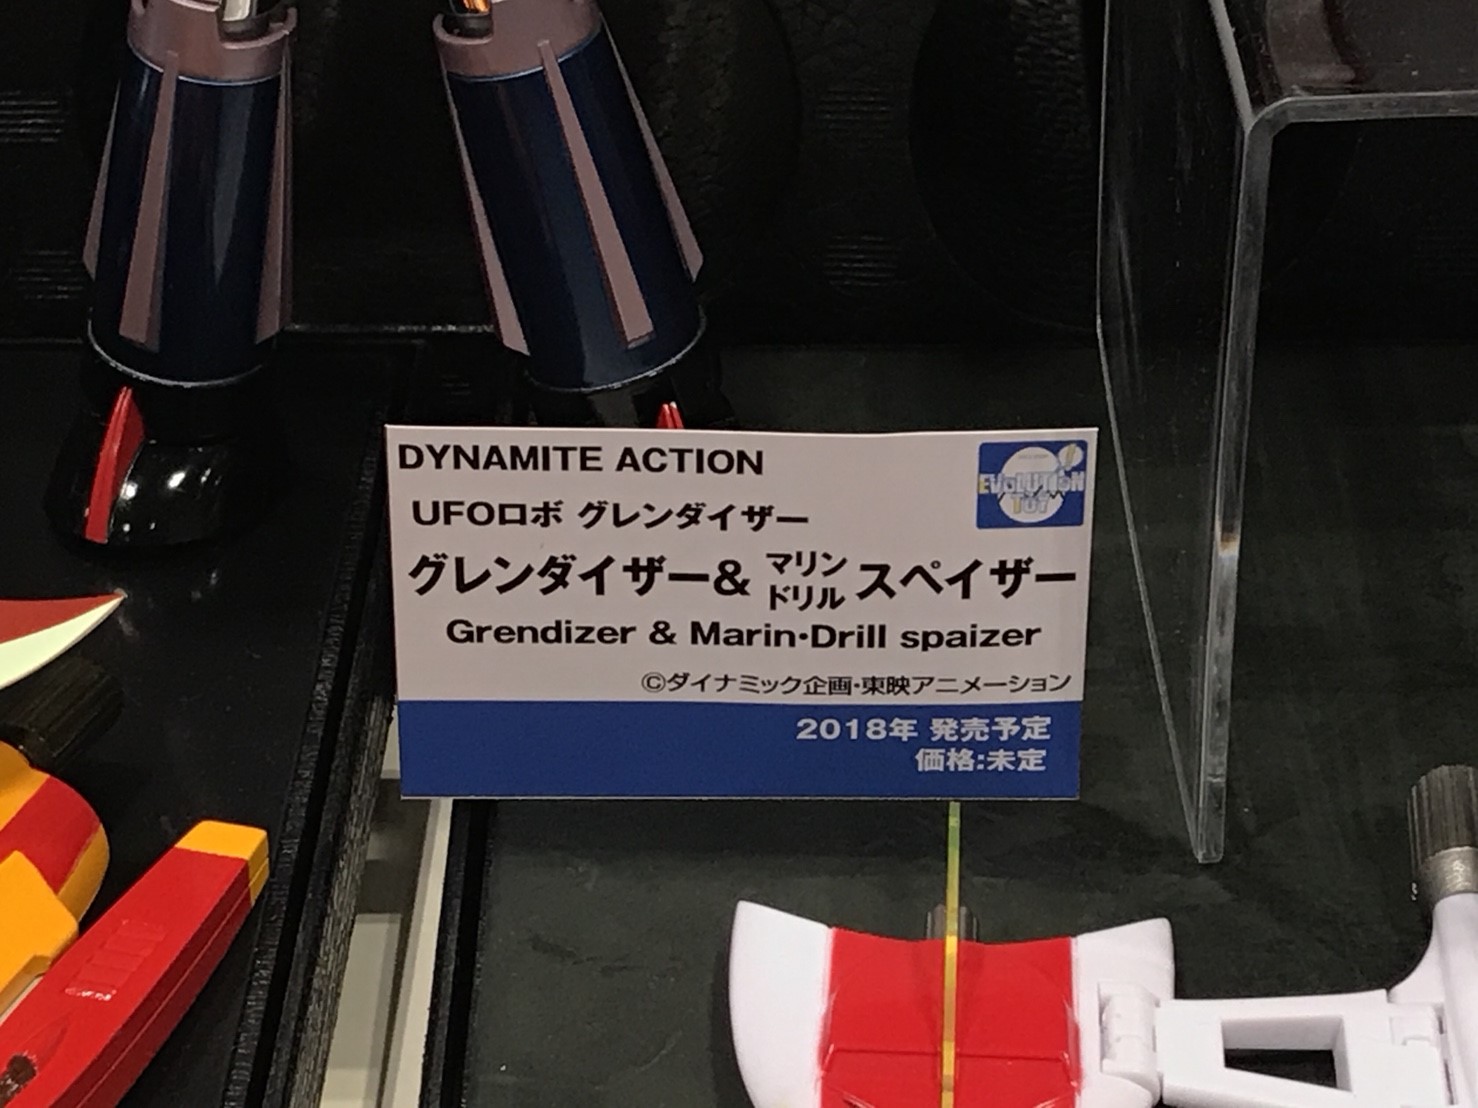 DYNAMITE ACTION
EVOLUTION
TOY
UFOロボ グレンダイザー
グレンダイザー& マリン ドリル スペイザー
Grendizer & Marin・Drill spaizer
©ダイナミック企画・東映アニメーション
2018年 発売予定
価格:未定